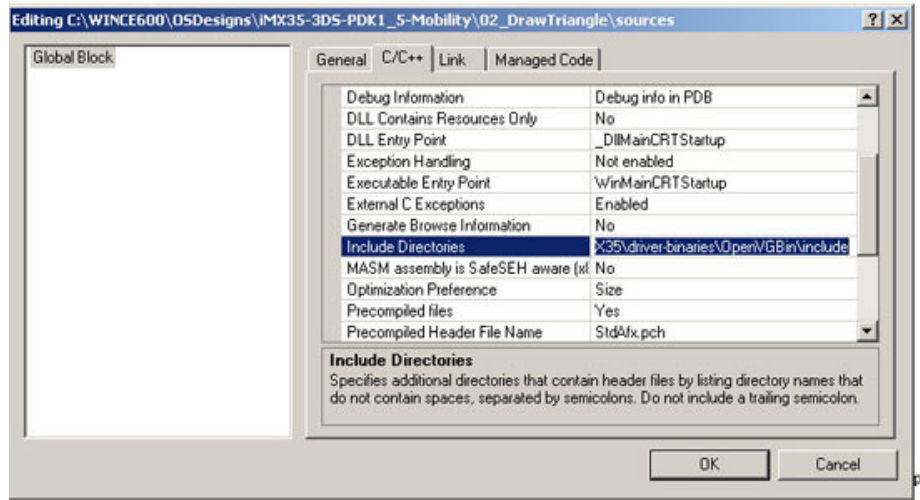 Editing C:\WINCE600\OSDesigns\iMX35-3DS-PDK1_5-Mobility\02_DrawTriangle\sources
Global Block
General C/C++ Link Managed Code
Debug Information Debug info in PDB
DLL Contains Resources Only No
DLL Entry Point _DllMainCRTStartup
Exception Handling Not enabled
Executable Entry Point WinMainCRTStartup
External C Exceptions Enabled
Generate Browse Information No
Include Directories X35\driver-binaries\OpenVGBin\include
MASM assembly is SafeSEH aware (x No
Optimization Preference Size
Precompiled files Yes
Precompiled Header File Name StdAfx.pch
Include Directories
Specifies additional directories that contain header files by listing directory names that
do not contain spaces, separated by semicolons. Do not include a trailing semicolon.
OK Cancel